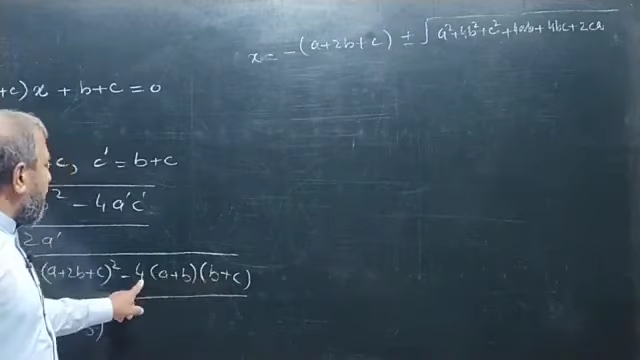 x = -(a+2b+c) ± √a²+4b²+c²+4ab+4bc+2ca
+c)x + b+c = 0
c, c' = b+c
² - 4a'c'
2a'
(a+2b+c)² - 4(a+b)(b+c)